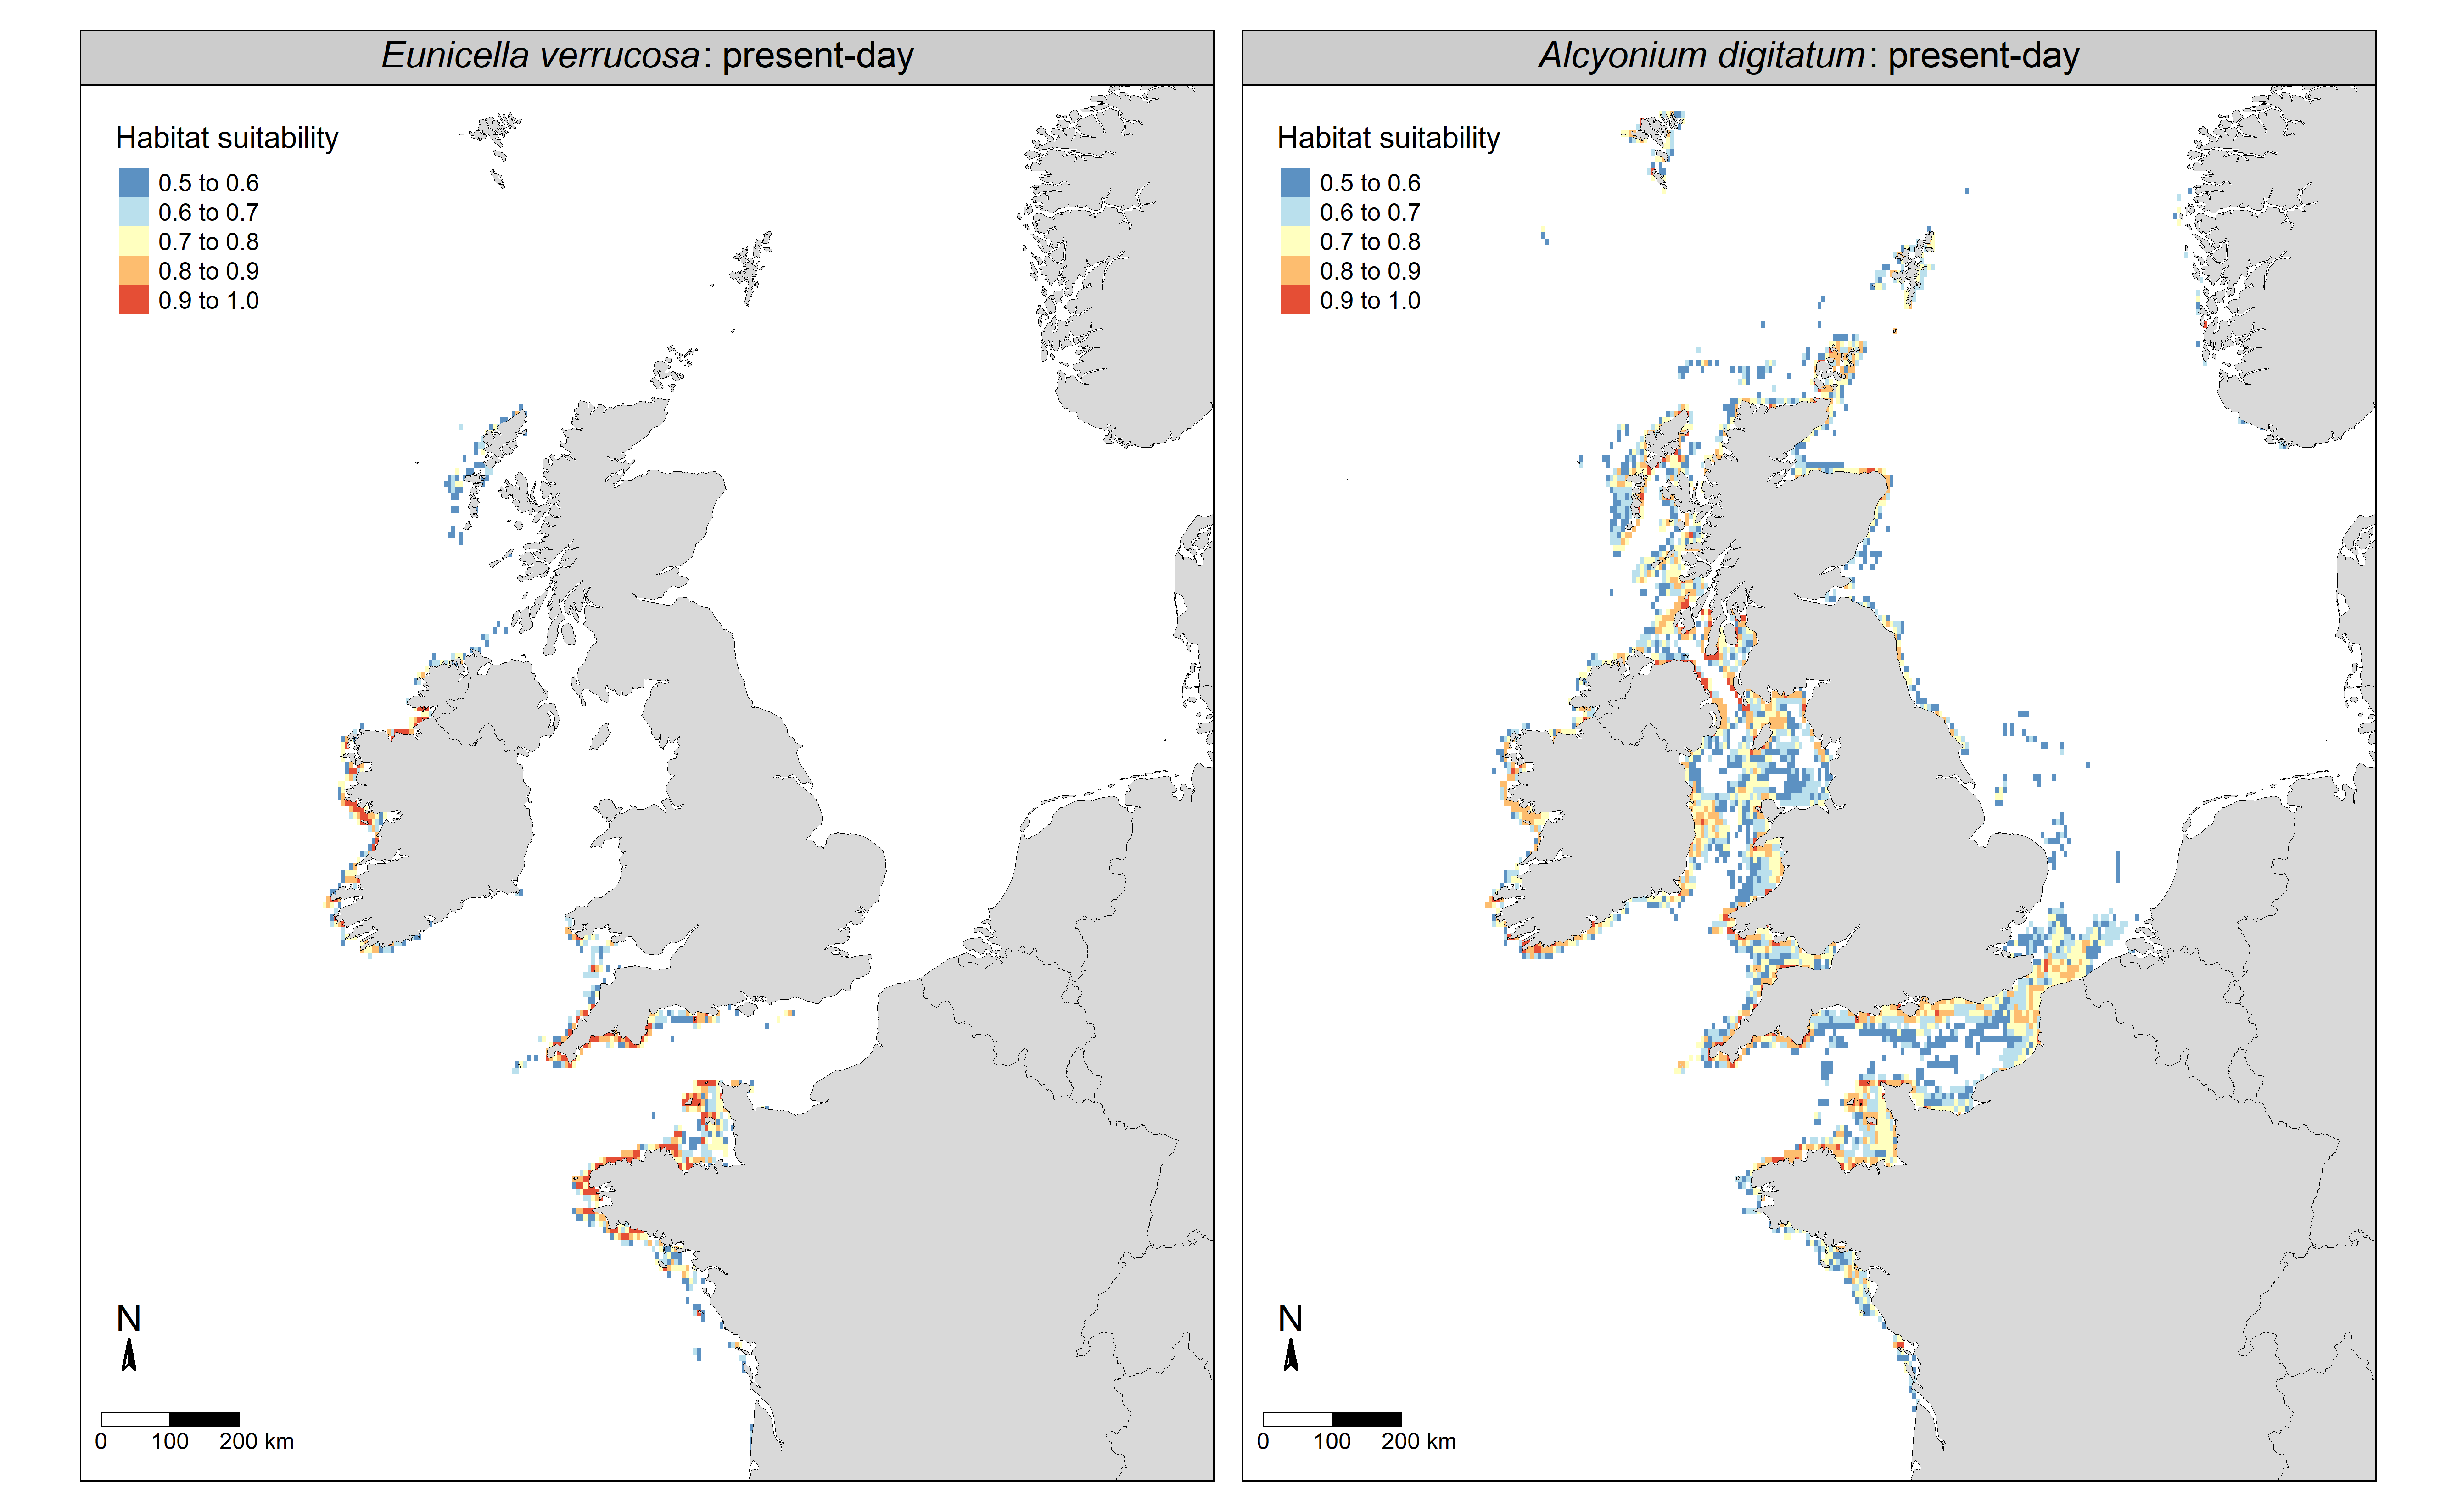 Eunicella verrucosa: present-day
Habitat suitability
0.5 to 0.6
0.6 to 0.7
0.7 to 0.8
0.8 to 0.9
0.9 to 1.0
N
0 100 200 km
Alcyonium digitatum: present-day
Habitat suitability
0.5 to 0.6
0.6 to 0.7
0.7 to 0.8
0.8 to 0.9
0.9 to 1.0
N
0 100 200 km